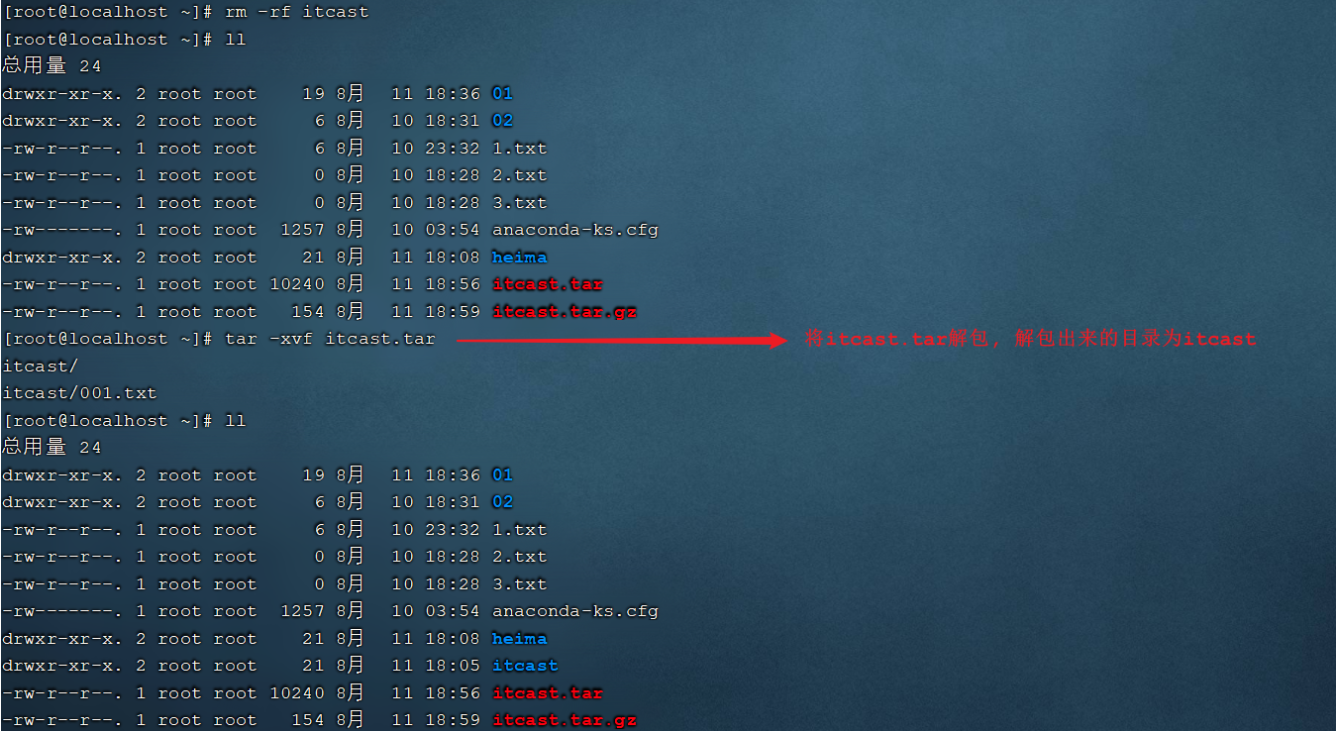 [root@localhost ~]# rm -rf itcast
[root@localhost ~]# ll
总用量 24
drwxr-xr-x. 2 root root    19 8月  11 18:36 01
drwxr-xr-x. 2 root root     6 8月  10 18:31 02
-rw-r--r--. 1 root root     6 8月  10 23:32 1.txt
-rw-r--r--. 1 root root     0 8月  10 18:28 2.txt
-rw-r--r--. 1 root root     0 8月  10 18:28 3.txt
-rw-------. 1 root root  1257 8月  10 03:54 anaconda-ks.cfg
drwxr-xr-x. 2 root root    21 8月  11 18:08 heima
-rw-r--r--. 1 root root 10240 8月  11 18:56 itcast.tar
-rw-r--r--. 1 root root   154 8月  11 18:59 itcast.tar.gz
[root@localhost ~]# tar -xvf itcast.tar 将itcast.tar解包, 解包出来的目录为itcast
itcast/
itcast/001.txt
[root@localhost ~]# ll
总用量 24
drwxr-xr-x. 2 root root    19 8月  11 18:36 01
drwxr-xr-x. 2 root root     6 8月  10 18:31 02
-rw-r--r--. 1 root root     6 8月  10 23:32 1.txt
-rw-r--r--. 1 root root     0 8月  10 18:28 2.txt
-rw-r--r--. 1 root root     0 8月  10 18:28 3.txt
-rw-------. 1 root root  1257 8月  10 03:54 anaconda-ks.cfg
drwxr-xr-x. 2 root root    21 8月  11 18:08 heima
drwxr-xr-x. 2 root root    21 8月  11 18:05 itcast
-rw-r--r--. 1 root root 10240 8月  11 18:56 itcast.tar
-rw-r--r--. 1 root root   154 8月  11 18:59 itcast.tar.gz